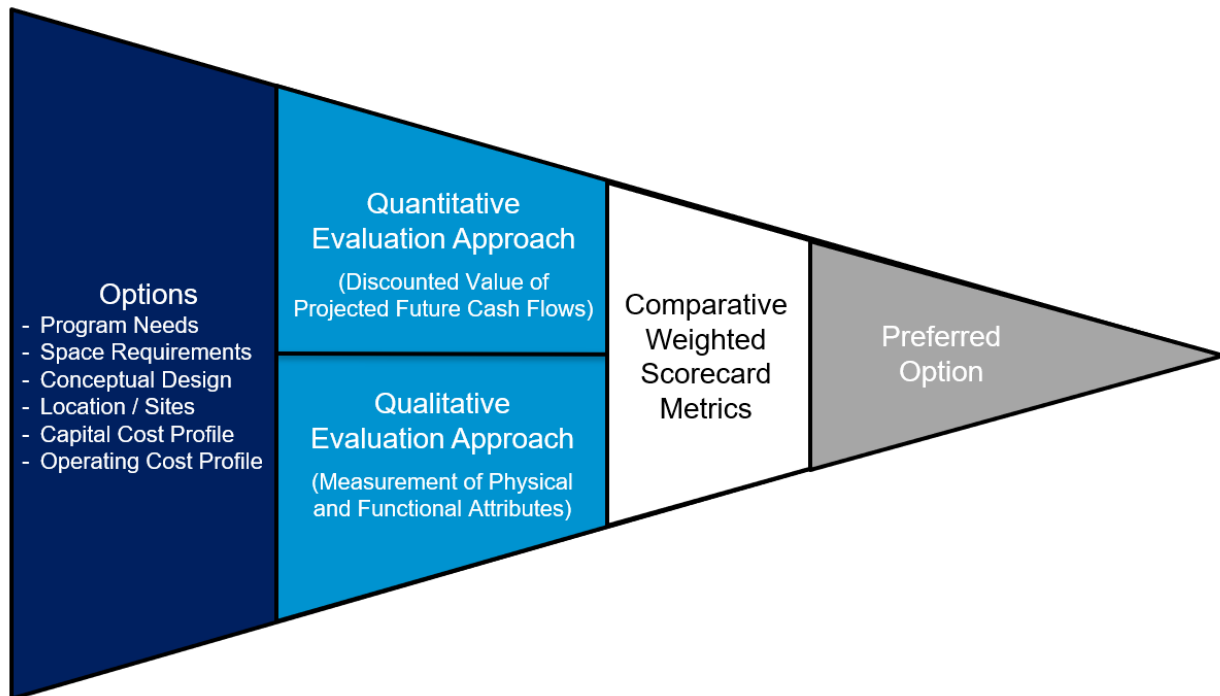 Options
- Program Needs
- Space Requirements
- Conceptual Design
- Location / Sites
- Capital Cost Profile
- Operating Cost Profile
Quantitative
Evaluation Approach
(Discounted Value of
Projected Future Cash Flows)
Qualitative
Evaluation Approach
(Measurement of Physical
and Functional Attributes)
Comparative
Weighted
Scorecard
Metrics
Preferred
Option